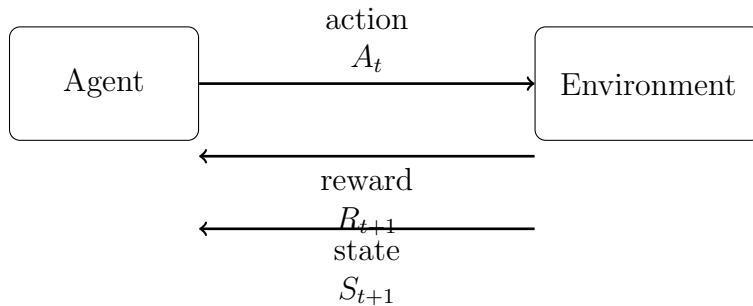 action
A_t
Agent
Environment
reward
R_{t+1}
state
S_{t+1}